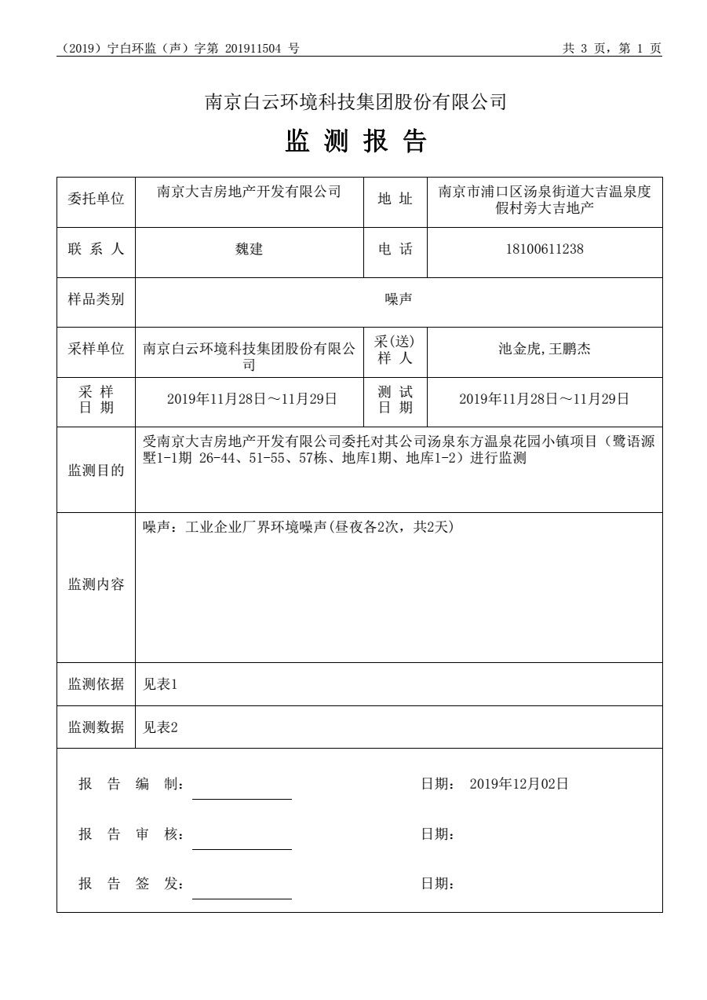 (2019) 宁白环监(声)字第 201911504 号 共 3 页, 第 1 页
南京白云环境科技集团股份有限公司
监 测 报 告
委托单位 南京大吉房地产开发有限公司 地 址 南京市浦口区汤泉街道大吉温泉度
假村旁大吉地产
联 系 人 魏建 电 话 18100611238
样品类别 噪声
采样单位 南京白云环境科技集团股份有限公
司
采(送)
样 人
池金虎,王鹏杰
采 样
日 期
2019年11月28日～11月29日
测 试
日 期
2019年11月28日～11月29日
监测目的
受南京大吉房地产开发有限公司委托对其公司汤泉东方温泉花园小镇项目（鹭语源
墅1-1期 26-44、51-55、57栋、地库1期、地库1-2）进行监测
监测内容
噪声：工业企业厂界环境噪声(昼夜各2次，共2天)
监测依据 见表1
监测数据 见表2
报 告 编 制： 日期： 2019年12月02日
报 告 审 核： 日期：
报 告 签 发： 日期：